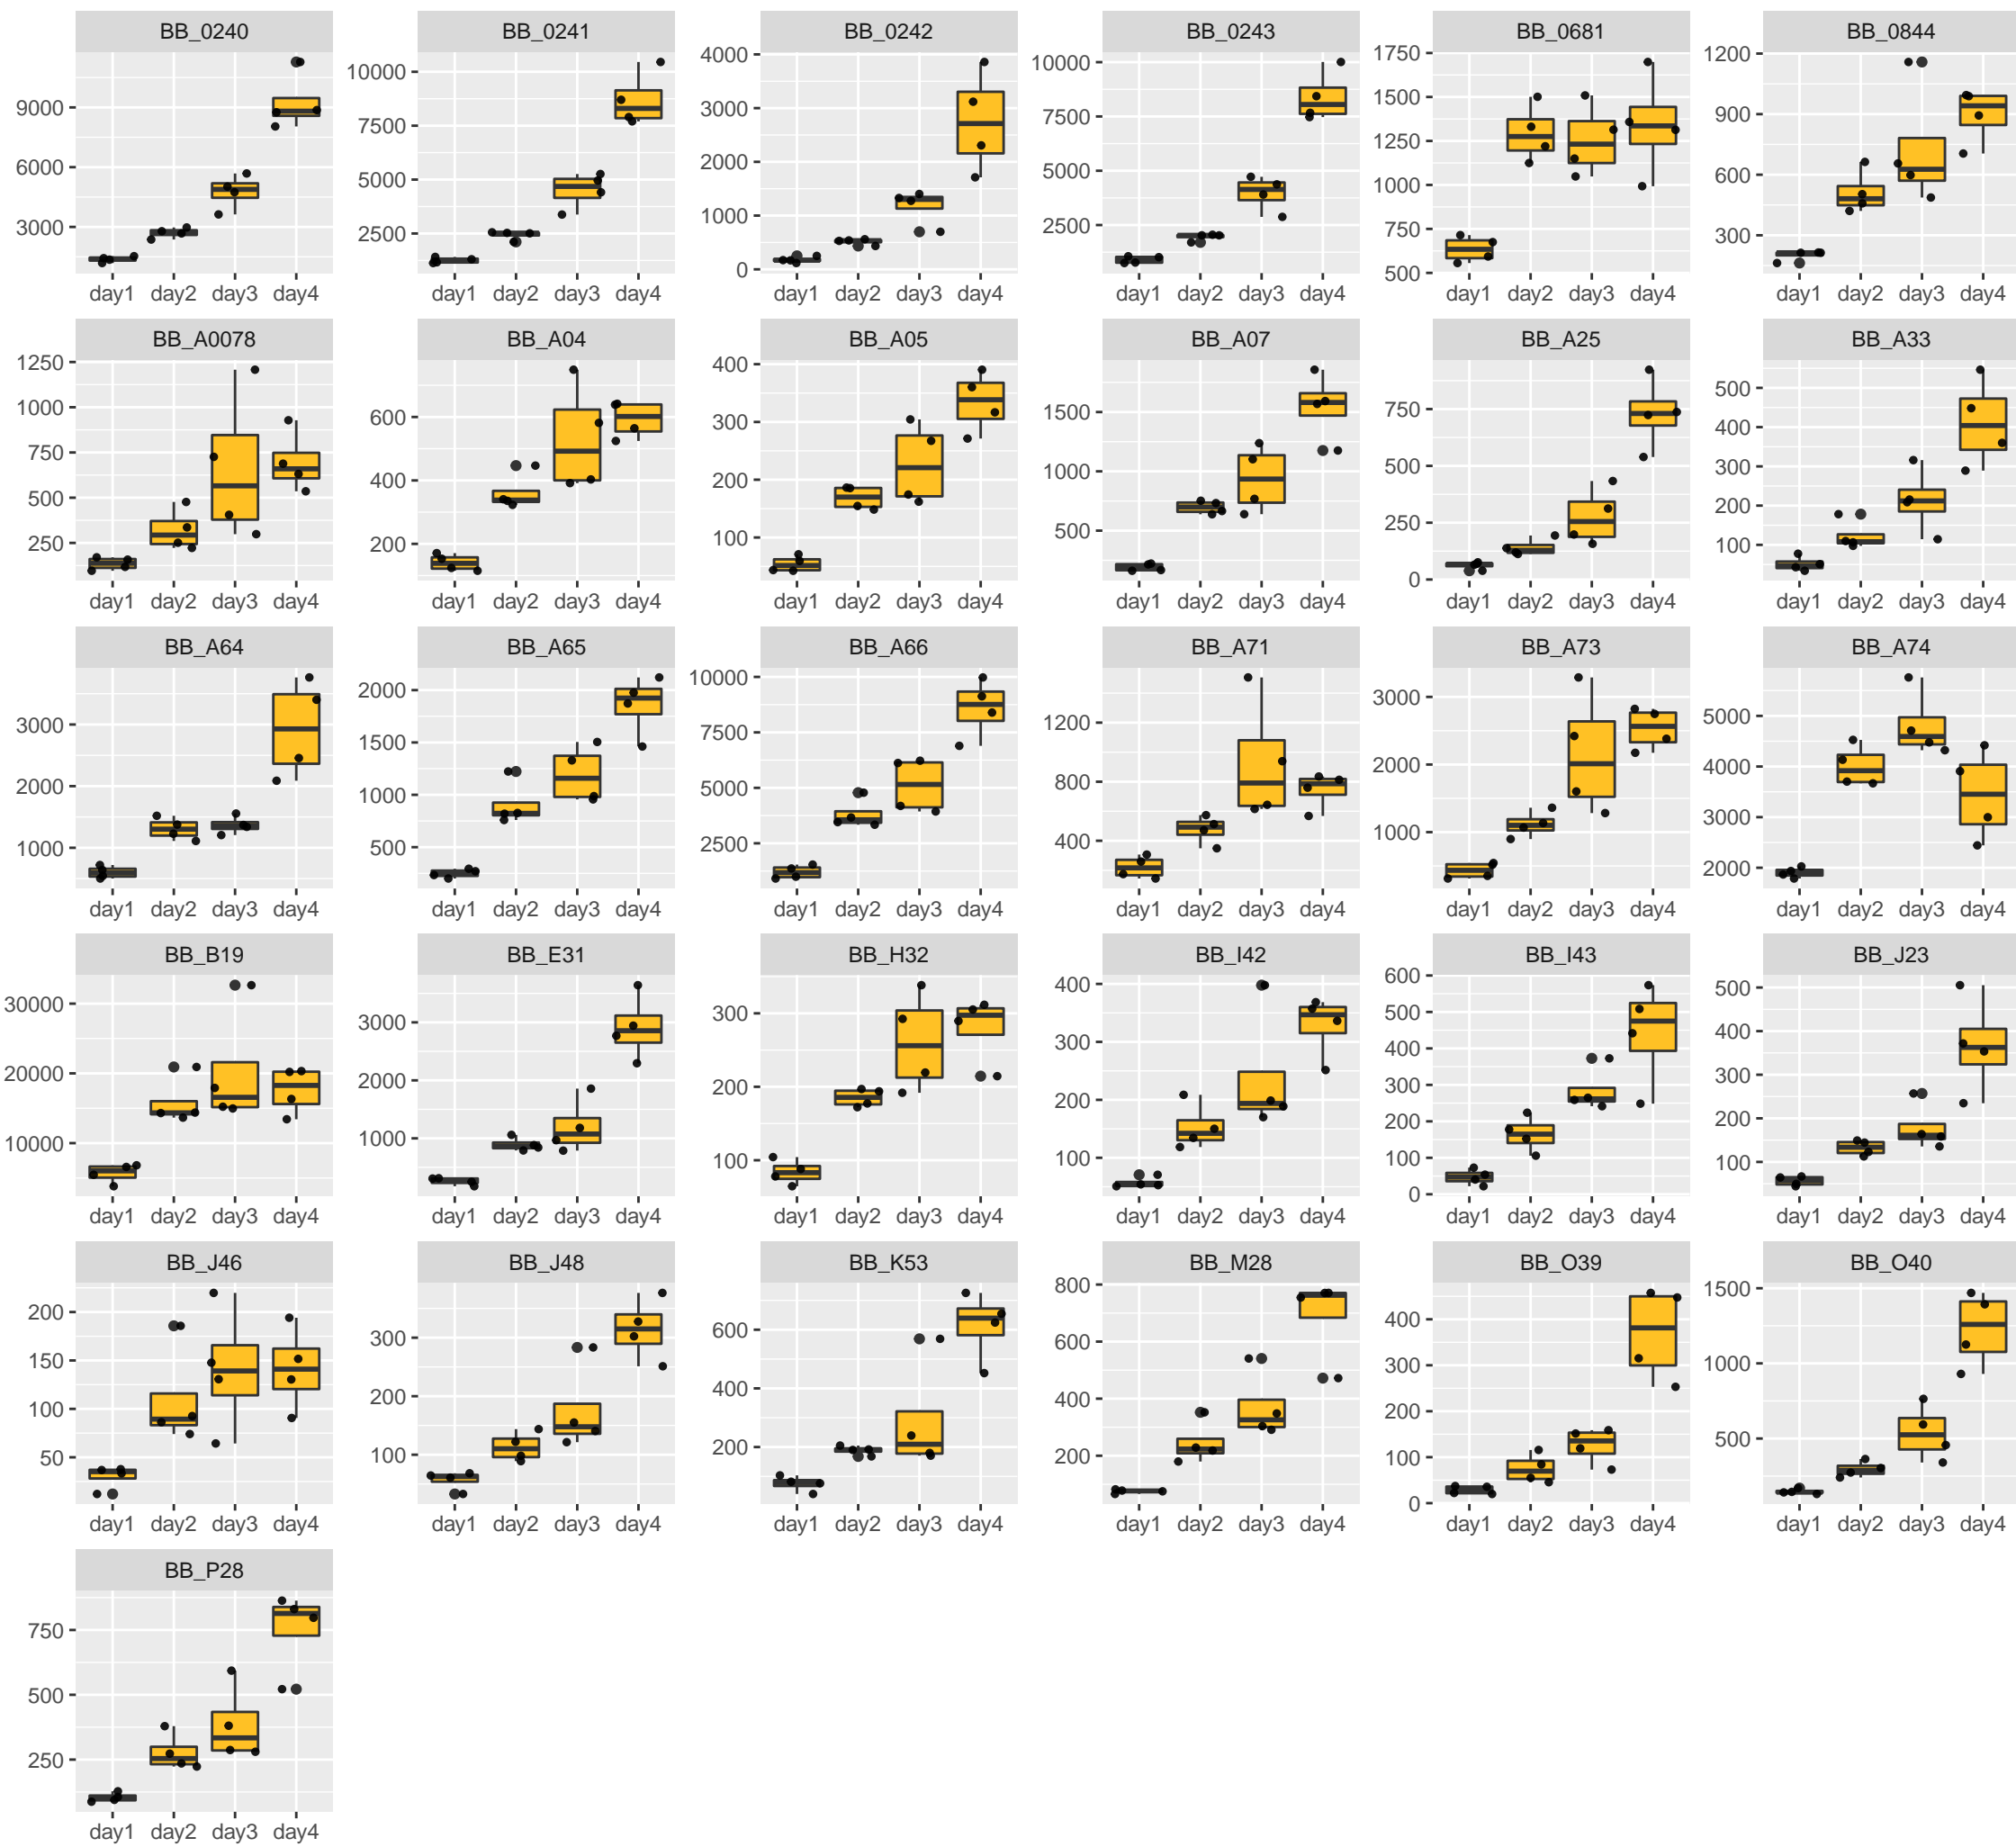 BB_0240 BB_0241 BB_0242 BB_0243 BB_0681 BB_0844
9000 6000 3000
10000 7500 5000 2500
4000 3000 2000 1000 0
10000 7500 5000 2500
1750 1500 1250 1000 750 500
1200 900 600 300
day1 day2 day3 day4 day1 day2 day3 day4 day1 day2 day3 day4 day1 day2 day3 day4 day1 day2 day3 day4 day1 day2 day3 day4
BB_A0078 BB_A04 BB_A05 BB_A07 BB_A25 BB_A33
1250 1000 750 500 250
600 400 200
400 300 200 100
1500 1000 500
750 500 250 0
500 400 300 200 100
day1 day2 day3 day4 day1 day2 day3 day4 day1 day2 day3 day4 day1 day2 day3 day4 day1 day2 day3 day4 day1 day2 day3 day4
BB_A64 BB_A65 BB_A66 BB_A71 BB_A73 BB_A74
3000 2000 1000
2000 1500 1000 500
10000 7500 5000 2500
1200 800 400
3000 2000 1000
5000 4000 3000 2000
day1 day2 day3 day4 day1 day2 day3 day4 day1 day2 day3 day4 day1 day2 day3 day4 day1 day2 day3 day4 day1 day2 day3 day4
BB_B19 BB_E31 BB_H32 BB_I42 BB_I43 BB_J23
30000 20000 10000
3000 2000 1000
300 200 100
400 300 200 100
600 500 400 300 200 100 0
500 400 300 200 100
day1 day2 day3 day4 day1 day2 day3 day4 day1 day2 day3 day4 day1 day2 day3 day4 day1 day2 day3 day4 day1 day2 day3 day4
BB_J46 BB_J48 BB_K53 BB_M28 BB_O39 BB_O40
200 150 100 50
300 200 100
600 400 200
800 600 400 200
400 300 200 100 0
1500 1000 500
day1 day2 day3 day4 day1 day2 day3 day4 day1 day2 day3 day4 day1 day2 day3 day4 day1 day2 day3 day4 day1 day2 day3 day4
BB_P28
750 500 250
day1 day2 day3 day4